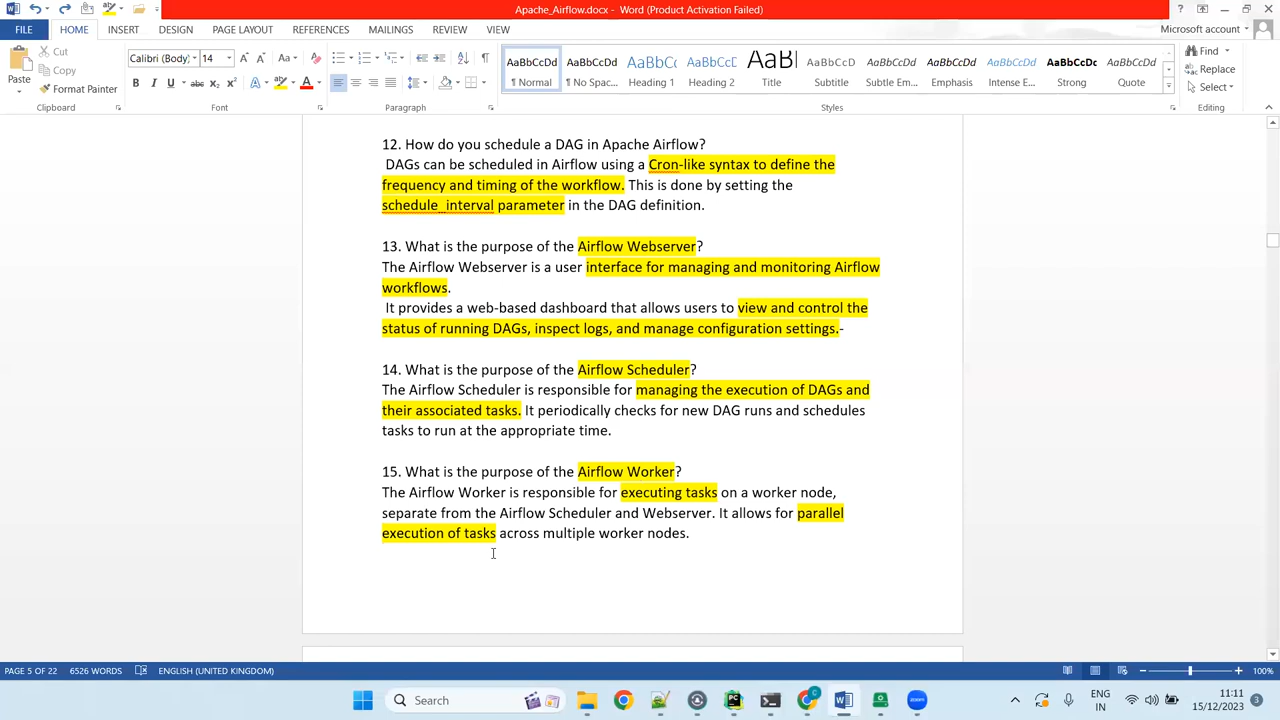 Apache_Airflow.docx - Word (Product Activation Failed)
FILE HOME INSERT DESIGN PAGE LAYOUT REFERENCES MAILINGS REVIEW VIEW Microsoft account
Paste
Cut
Copy
Format Painter
Calibri (Body) 14
AaBbCcDd AaBbCcDd AaBbCc AaBbCcD AaBl AaBbCcD AaBbCcDd AaBbCcDd AaBbCcDd AaBbCcDc AaBbCcDd
¶ Normal ¶ No Spac... Heading 1 Heading 2 Title Subtitle Subtle Em... Emphasis Intense E... Strong Quote
Find
Replace
Select
Clipboard Font Paragraph Styles Editing
12. How do you schedule a DAG in Apache Airflow?
DAGs can be scheduled in Airflow using a Cron-like syntax to define the
frequency and timing of the workflow. This is done by setting the
schedule_interval parameter in the DAG definition.
13. What is the purpose of the Airflow Webserver?
The Airflow Webserver is a user interface for managing and monitoring Airflow
workflows.
It provides a web-based dashboard that allows users to view and control the
status of running DAGs, inspect logs, and manage configuration settings.-
14. What is the purpose of the Airflow Scheduler?
The Airflow Scheduler is responsible for managing the execution of DAGs and
their associated tasks. It periodically checks for new DAG runs and schedules
tasks to run at the appropriate time.
15. What is the purpose of the Airflow Worker?
The Airflow Worker is responsible for executing tasks on a worker node,
separate from the Airflow Scheduler and Webserver. It allows for parallel
execution of tasks across multiple worker nodes.
PAGE 5 OF 22 6526 WORDS ENGLISH (UNITED KINGDOM) 100%
Search
ENG
IN
11:11
15/12/2023